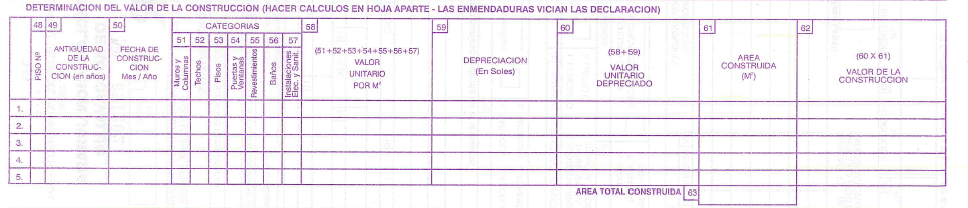 DETERMINACION DEL VALOR DE LA CONSTRUCCION (HACER CALCULOS EN HOJA APARTE - LAS ENMENDADURAS VICIAN LAS DECLARACION)
48 49 50 CATEGORIAS 58 59 60 61 62
51 52 53 54 55 56 57
PISO Nº
ANTIGUEDAD
DE LA
CONSTRUC-
CION (en años)
FECHA DE
CONSTRUC-
CION
Mes / Año
Muros y
Columnas
Techos
Pisos
Puertas y
Ventanas
Revestimientos
Baños
Instalaciones
Elec. y Sanit.
(51+52+53+54+55+56+57)
VALOR
UNITARIO
POR M²
DEPRECIACION
(En Soles)
(58+59)
VALOR
UNITARIO
DEPRECIADO
AREA
CONSTRUIDA
(M²)
(60 X 61)
VALOR DE LA
CONSTRUCCION
1.
2.
3.
4.
5.
AREA TOTAL CONSTRUIDA 63